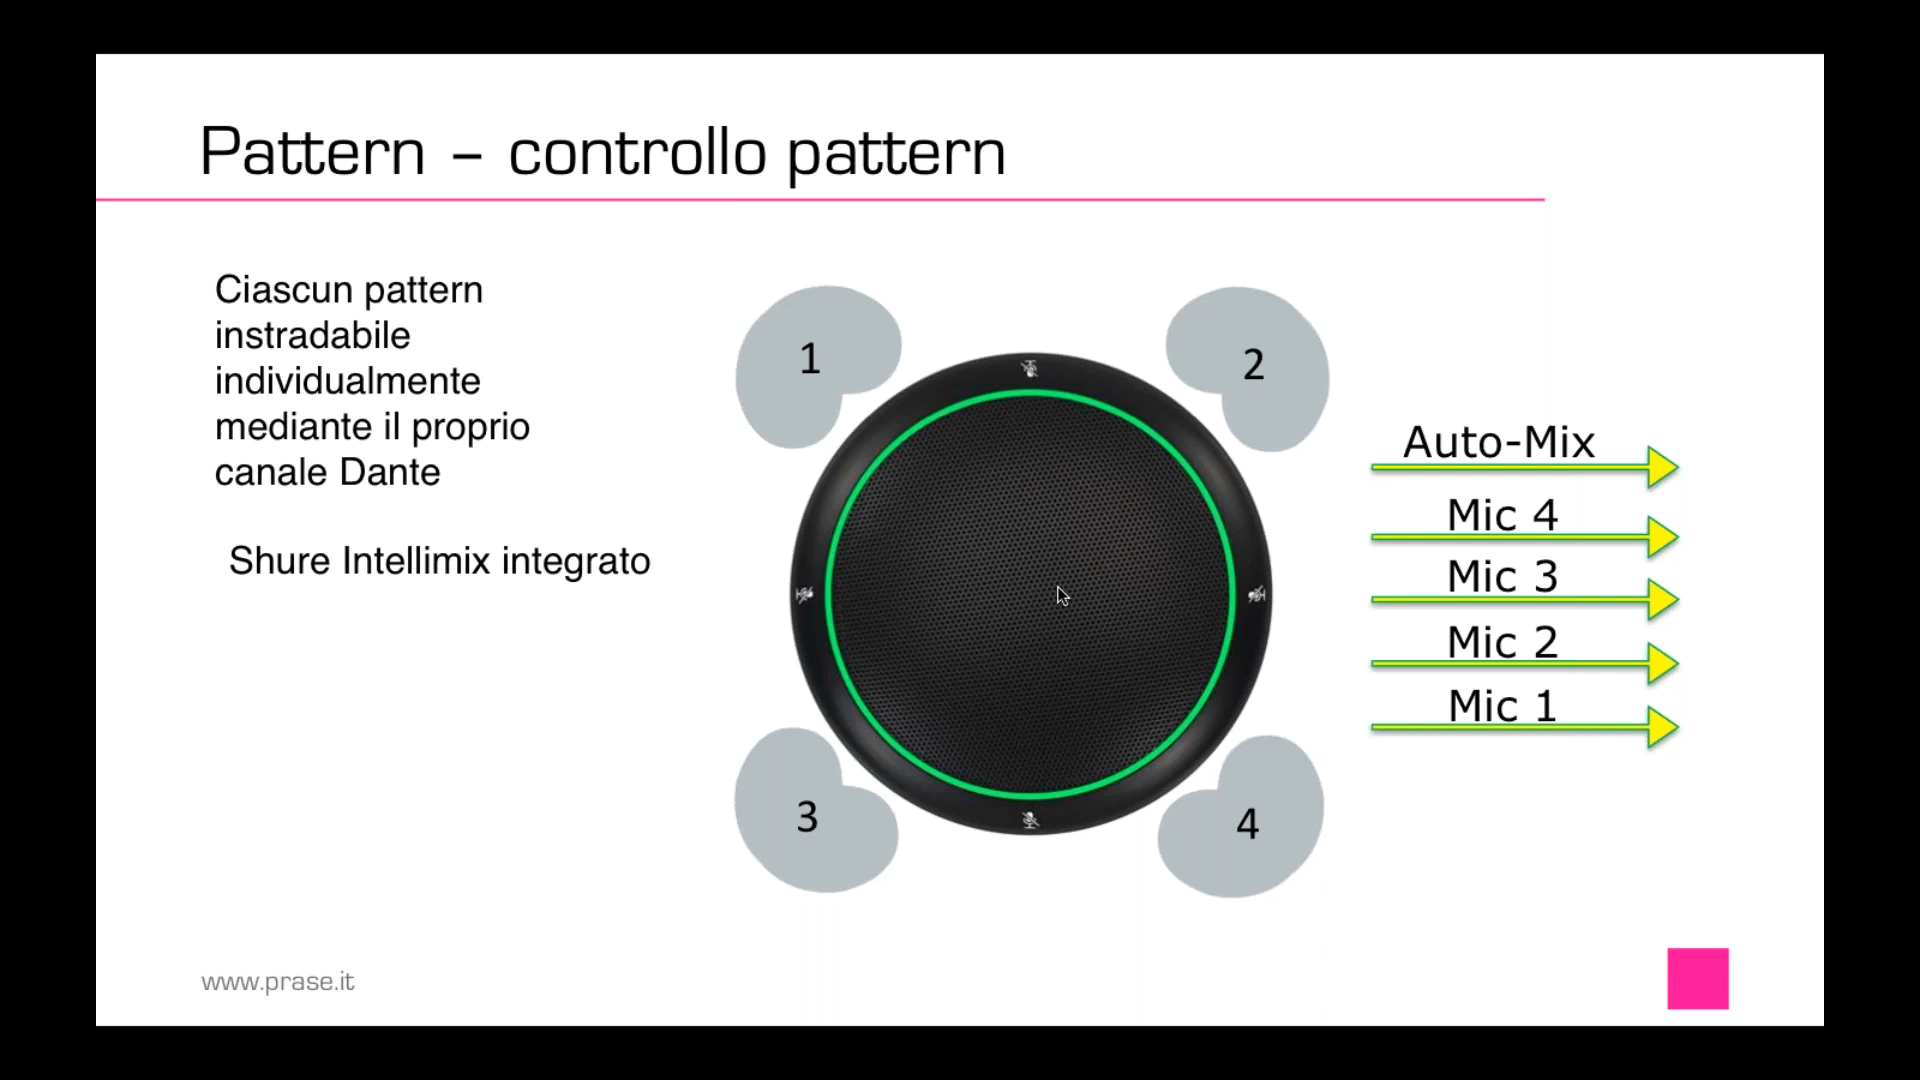 Pattern – controllo pattern
Ciascun pattern
instradabile
individualmente
mediante il proprio
canale Dante
Shure Intellimix integrato
1
2
3
4
Auto-Mix
Mic 4
Mic 3
Mic 2
Mic 1
www.prase.it